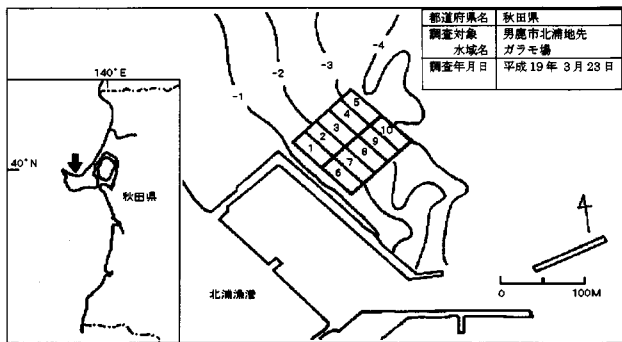 都道府県名 秋田県
調査対象 男鹿市北浦地先
水域名 ガラモ場
調査年月日 平成19年3月23日
140°E
40°N
秋田県
-1
-2
-3
-4
5
4
10
3
9
2
8
1
7
6
北浦漁港
0 100M